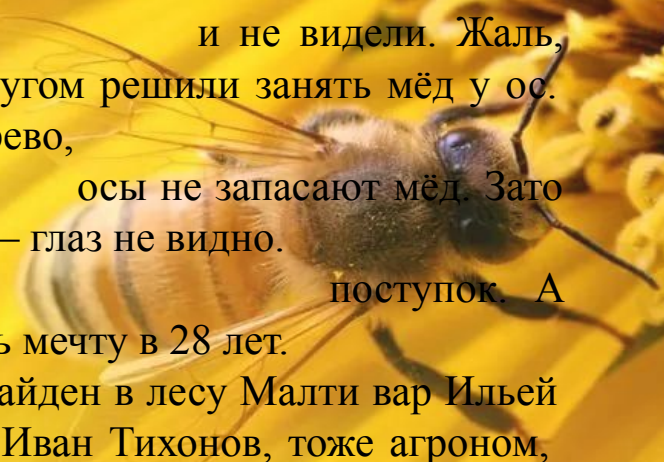 и не видели. Жаль,
угом решили занять мёд у ос.
рево,
осы не запасают мёд. Зато
– глаз не видно.
поступок. А
ь мечту в 28 лет.
айден в лесу Малти вар Ильей
Иван Тихонов, тоже агроном,